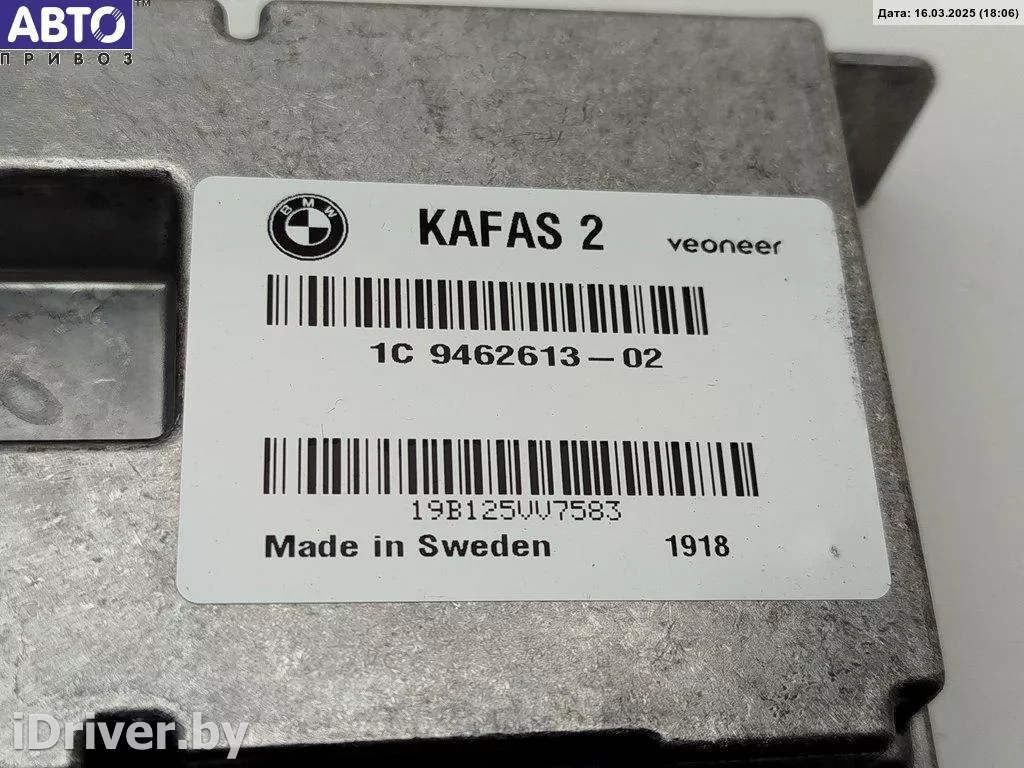 АВТО™
ПРИВОЗ
Дата: 16.03.2025 (18:06)
BMW
KAFAS 2
veoneer
1C 9462613-02
19B125VV7583
Made in Sweden 1918
iDriver.by